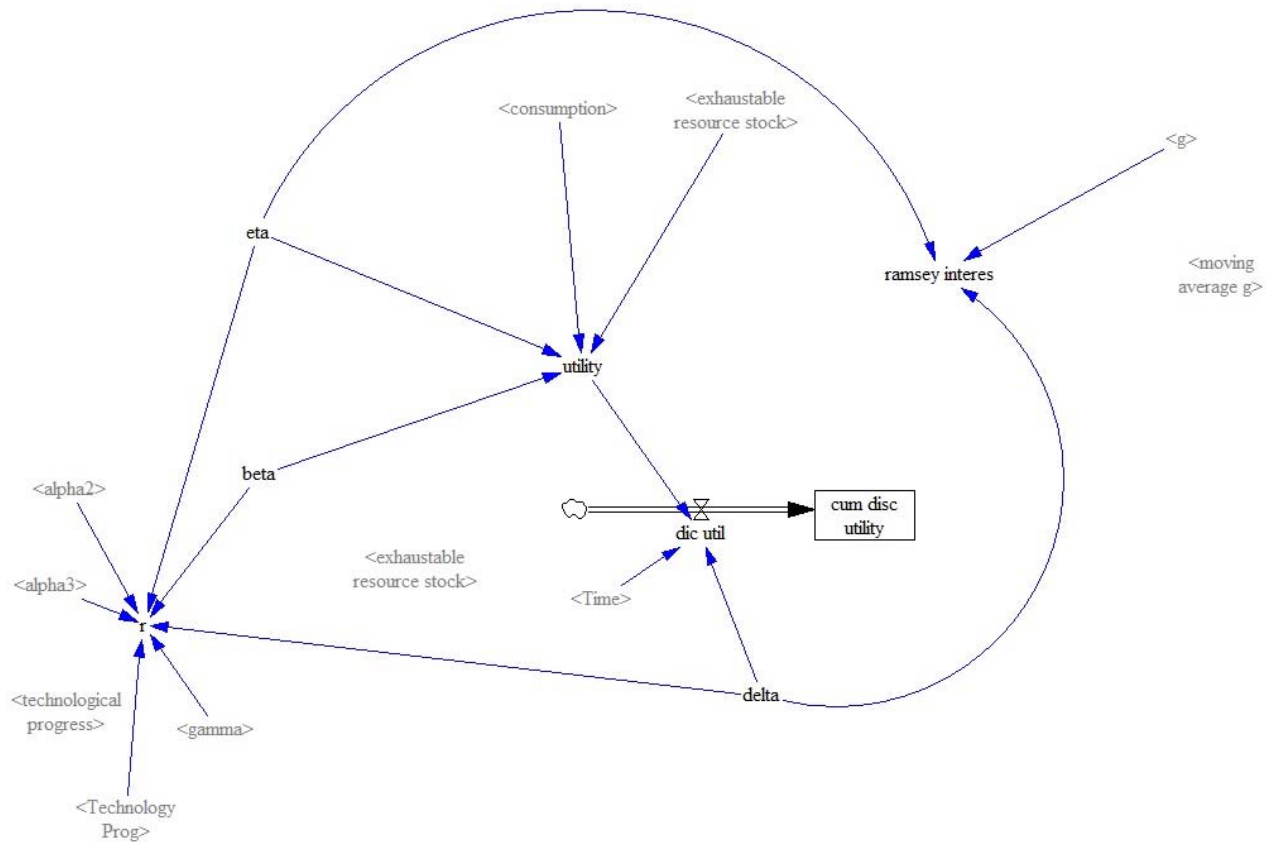 <consumption>
<exhaustable
resource stock>
<g>
eta
<moving
average g>
ramsey interes
utility
beta
<alpha2>
cum disc
utility
dic util
<exhaustable
resource stock>
<alpha3>
<Time>
r
delta
<technological
progress>
<gamma>
<Technology
Prog>